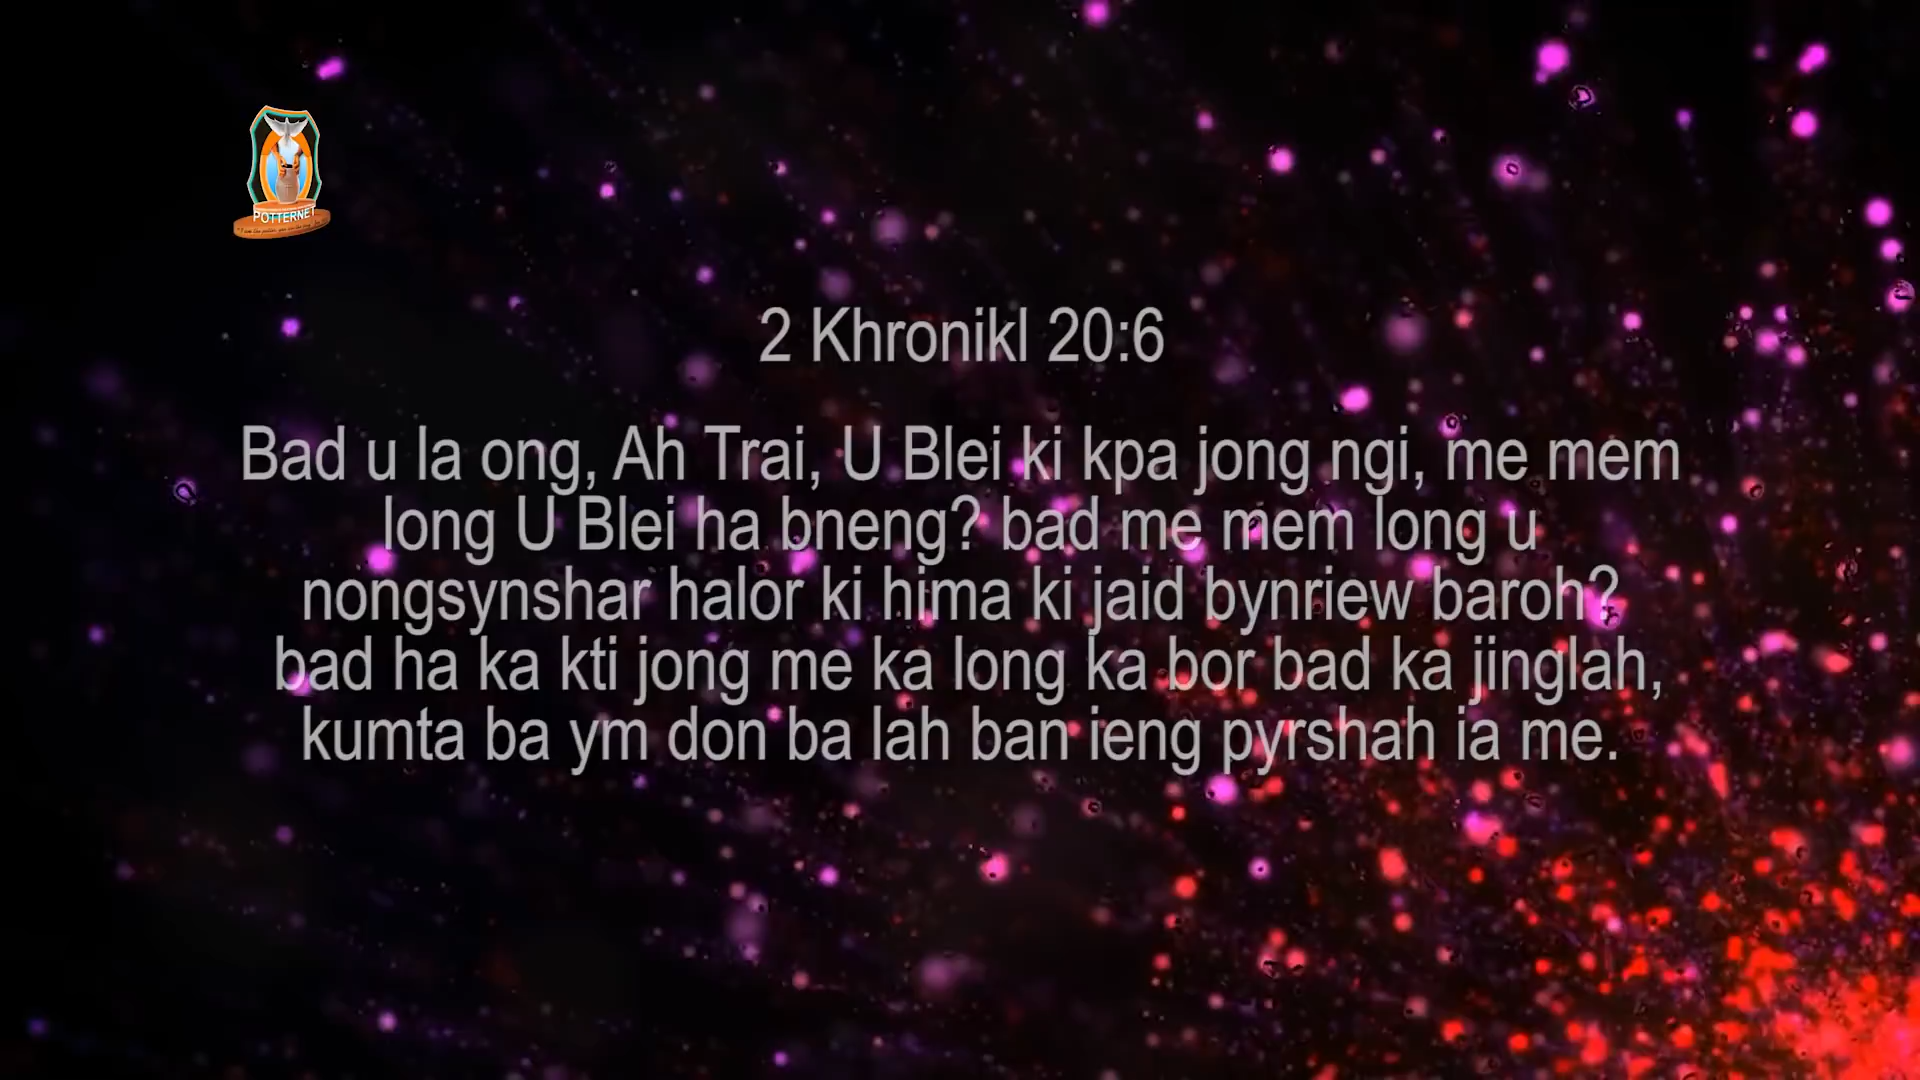 POTTERNET
2 Khronikl 20:6
Bad u la ong, Ah Trai, U Blei ki kpa jong ngi, me mem
long U Blei ha bneng? bad me mem long u
nongsynshar halor ki hima ki jaid bynriew baroh?
bad ha ka kti jong me ka long ka bor bad ka jinglah,
kumta ba ym don ba lah ban ieng pyrshah ia me.